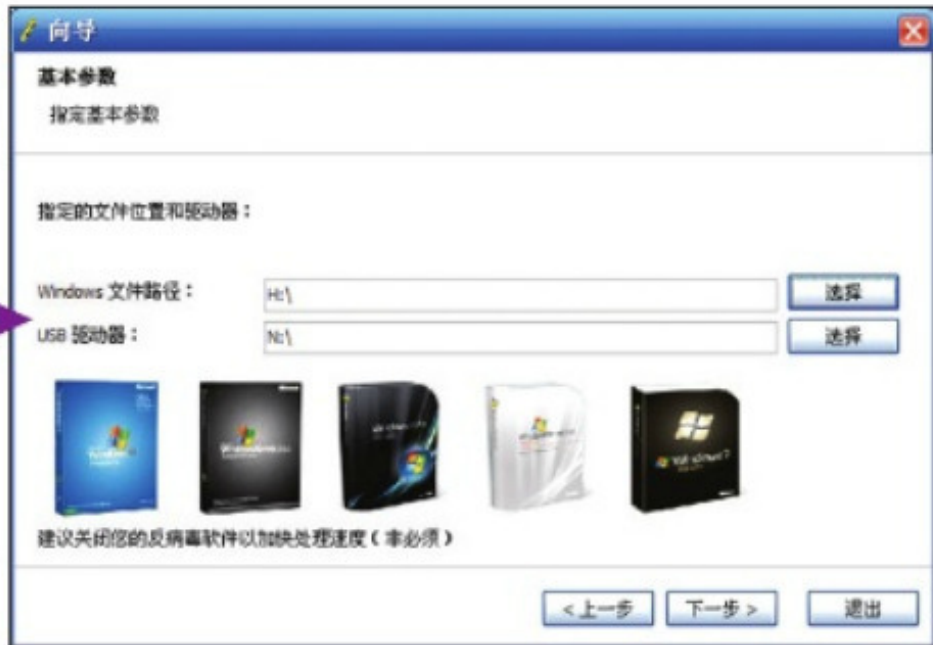 向导
基本参数
指定基本参数
指定的文件位置和驱动器：
Windows 文件路径： H:\ 选择
USB 驱动器： N:\ 选择
建议关闭您的反病毒软件以加快处理速度（非必须）
<上一步 下一步> 退出